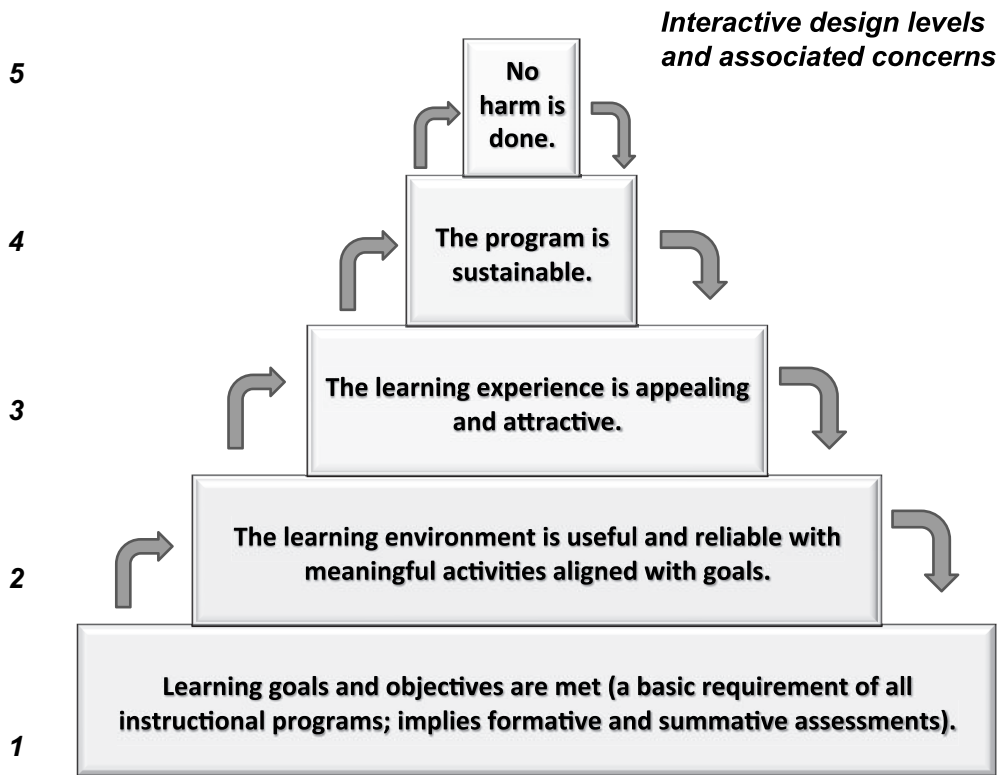 Interactive design levels
and associated concerns
5
No
harm is
done.
4
The program is
sustainable.
3
The learning experience is appealing
and attractive.
2
The learning environment is useful and reliable with
meaningful activities aligned with goals.
1
Learning goals and objectives are met (a basic requirement of all
instructional programs; implies formative and summative assessments).